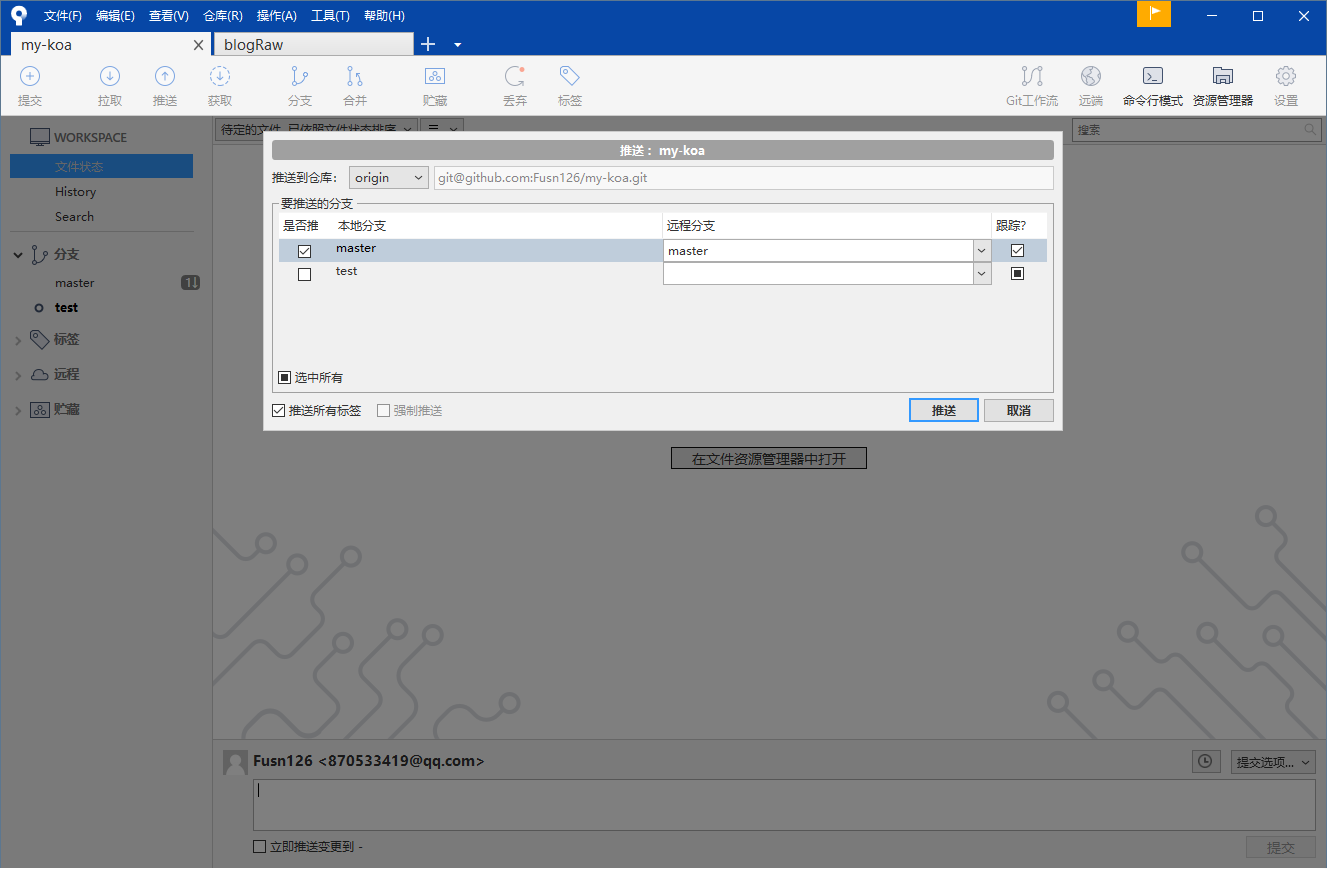 文件(F) 编辑(E) 查看(V) 仓库(R) 操作(A) 工具(T) 帮助(H)
my-koa
blogRaw
提交 拉取 推送 获取 分支 合并 贮藏 丢弃 标签 Git工作流 远端 命令行模式 资源管理器 设置
WORKSPACE
文件状态
History
Search
分支
master 1
test
标签
远程
贮藏
待定的文件, 已依照文件状态排序
搜索
推送： my-koa
推送到仓库： origin git@github.com:Fusn126/my-koa.git
要推送的分支
是否推 本地分支 远程分支 跟踪?
master master
test
选中所有
推送所有标签 强制推送 推送 取消
在文件资源管理器中打开
Fusn126 <870533419@qq.com> 提交选项...
立即推送变更到 -
提交